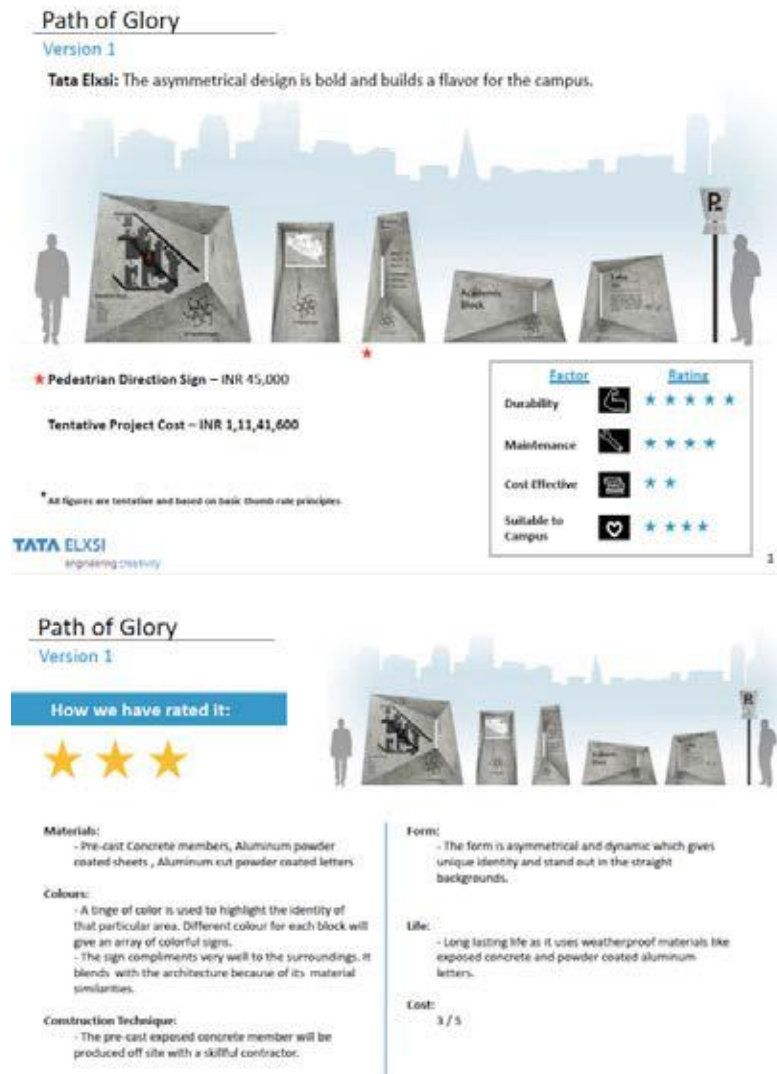 Path of Glory
Version 1
Tata Elxsi: The asymmetrical design is bold and builds a flavor for the campus.
P
Academic
Block
Lake
★ Pedestrian Direction Sign – INR 45,000
Tentative Project Cost – INR 1,11,41,600
*All figures are tentative and based on basic thumb rule principles
Factor Rating
Durability ★ ★ ★ ★ ★
Maintenance ★ ★ ★ ★
Cost Effective ★ ★
Suitable to
Campus ★ ★ ★ ★
TATA ELXSI
engineering creativity
Path of Glory
Version 1
How we have rated it:
Academic
Block
Materials:
- Pre-cast Concrete members, Aluminum powder
coated sheets , Aluminum cut powder coated letters
Colours:
- A tinge of color is used to highlight the identity of
that particular area. Different colour for each block will
give an array of colorful signs.
- The sign compliments very well to the surroundings. It
blends with the architecture because of its material
similarities.
Construction Technique:
- The pre-cast exposed concrete member will be
produced off site with a skillful contractor.
Form:
- The form is asymmetrical and dynamic which gives
unique identity and stand out in the straight
backgrounds.
Life:
- Long lasting life as it uses weatherproof materials like
exposed concrete and powder coated aluminum
letters.
Cost:
3 / 5